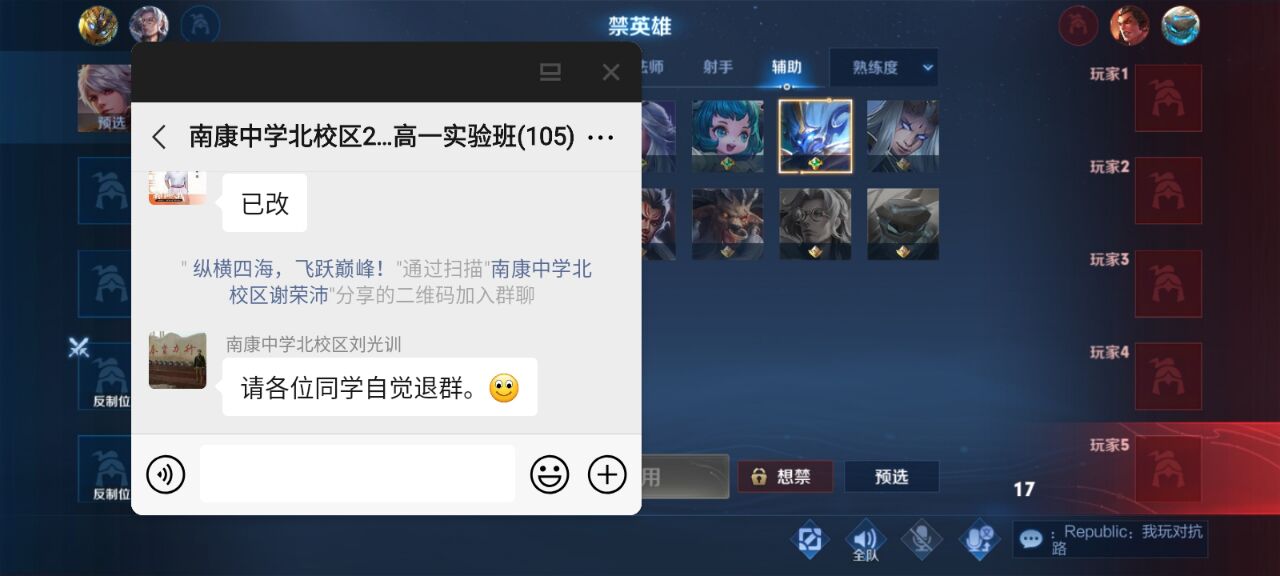 禁英雄
法师
射手
辅助
熟练度
预选
反制位
反制位
南康中学北校区2...高一实验班(105)
已改
"纵横四海，飞跃巅峰！"通过扫描"南康中学北
校区谢荣沛"分享的二维码加入群聊
南康中学北校区刘光训
请各位同学自觉退群。
用
想禁
预选
玩家1
玩家2
玩家3
玩家4
玩家5
17
全队
：Republic：我玩对抗
路